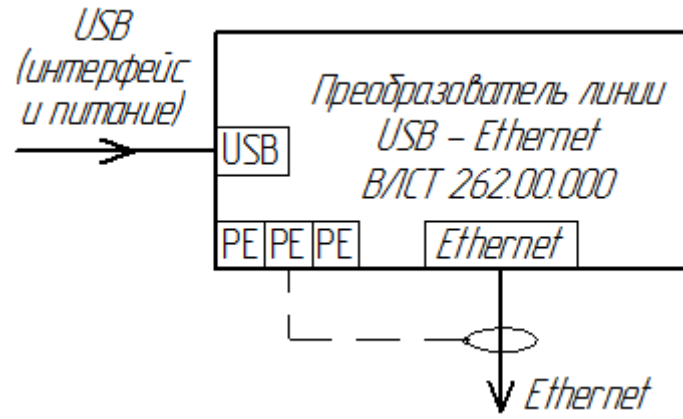 USB
(интерфейс
и питание)
Преобразователь линии
USB – Ethernet
ВЛСТ 262.00.000
USB
PE PE PE
Ethernet
Ethernet